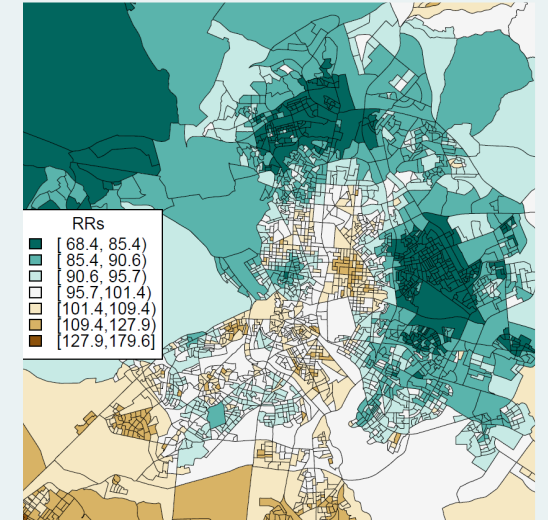 RRs
[ 68.4, 85.4)
[ 85.4, 90.6)
[ 90.6, 95.7)
[ 95.7,101.4)
[101.4,109.4)
[109.4,127.9)
[127.9,179.6]